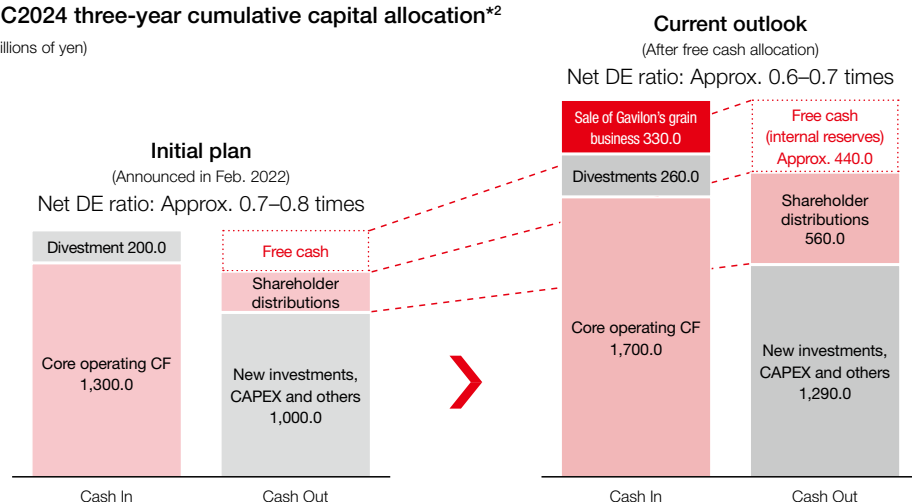 C2024 three-year cumulative capital allocation*2
illions of yen)
Initial plan
(Announced in Feb. 2022)
Net DE ratio: Approx. 0.7–0.8 times
Divestment 200.0
Core operating CF
1,300.0
Cash In
Free cash
Shareholder
distributions
New investments,
CAPEX and others
1,000.0
Cash Out
Current outlook
(After free cash allocation)
Net DE ratio: Approx. 0.6–0.7 times
Sale of Gavilon's grain
business 330.0
Divestments 260.0
Core operating CF
1,700.0
Cash In
Free cash
(internal reserves)
Approx. 440.0
Shareholder
distributions
560.0
New investments,
CAPEX and others
1,290.0
Cash Out